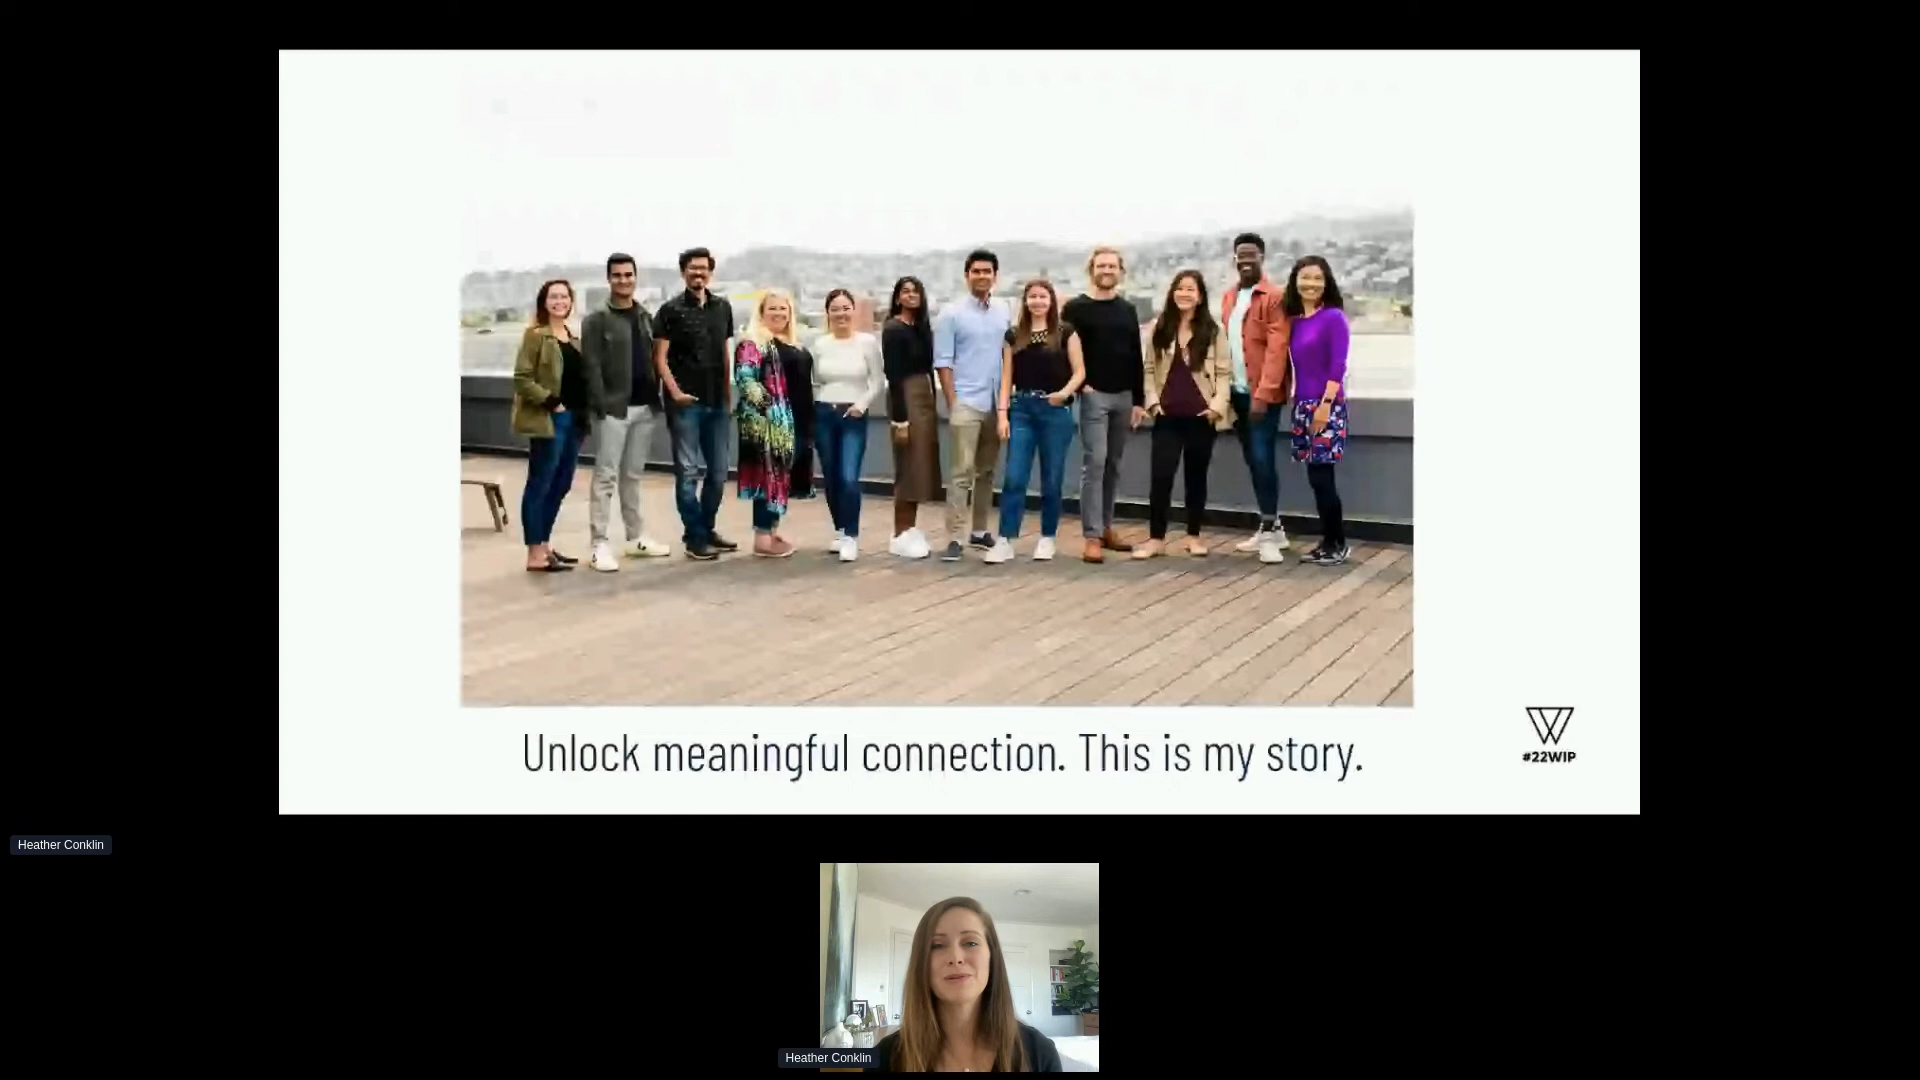 Unlock meaningful connection. This is my story.
#22WIP
Heather Conklin
Heather Conklin